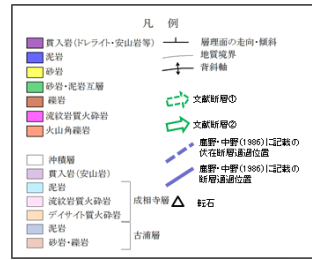 凡 例
貫入岩(ドレライト・安山岩等)
泥岩
砂岩
砂岩・泥岩互層
礫岩
流紋岩質火砕岩
火山角礫岩
層理面の走向・傾斜
地質境界
背斜軸
文献断層①
文献断層②
鹿野・中野(1986)に記載の
伏在断層通過位置
鹿野・中野(1986)に記載の
断層通過位置
転石
沖積層
貫入岩(安山岩)
泥岩
流紋岩質火砕岩
デイサイト質火砕岩
成相寺層
泥岩
砂岩・礫岩
古浦層